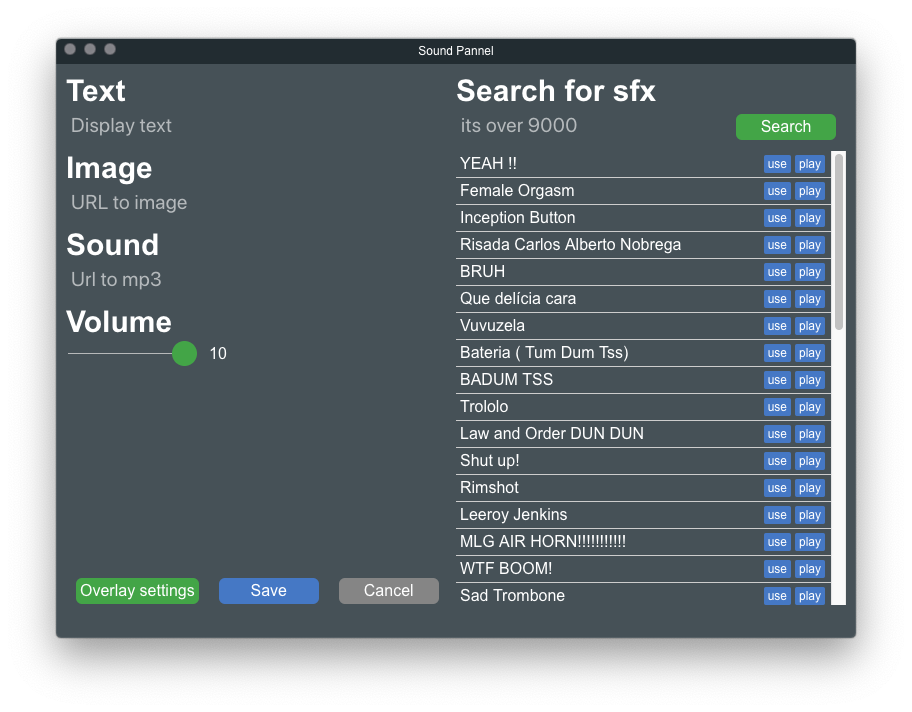 Sound Pannel
Text
Display text
Image
URL to image
Sound
Url to mp3
Volume
10
Overlay settings
Save
Cancel
Search for sfx
its over 9000
Search
YEAH !! use play
Female Orgasm use play
Inception Button use play
Risada Carlos Alberto Nobrega use play
BRUH use play
Que delícia cara use play
Vuvuzela use play
Bateria ( Tum Dum Tss) use play
BADUM TSS use play
Trololo use play
Law and Order DUN DUN use play
Shut up! use play
Rimshot use play
Leeroy Jenkins use play
MLG AIR HORN!!!!!!!!!!! use play
WTF BOOM! use play
Sad Trombone use play